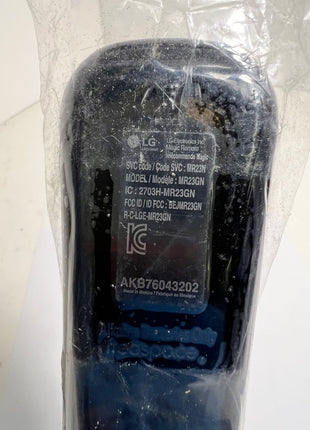 LG
LG Electronics Inc.
Magic Remote
Télécommande Magic
SVC code / Code SVC : MR23N
MODEL / Modèle : MR23GN
IC : 2703H-MR23GN
FCC ID / ID FCC : BEJMR23GN
R-C-LGE-MR23GN
AKB76043202
Made in Mexico / Fabriqué au Mexique